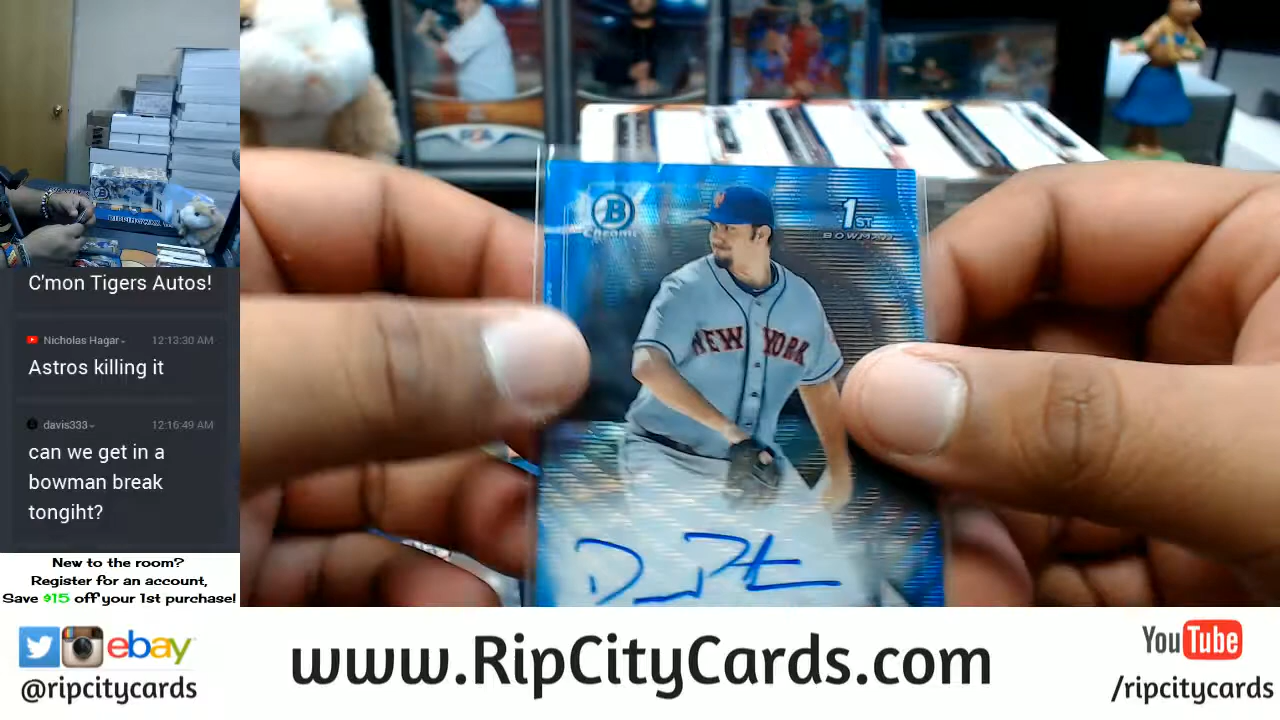 C'mon Tigers Autos!
Nicholas Hagar
12:13:30 AM
Astros killing it
davis333
12:16:49 AM
can we get in a
bowman break
tongiht?
New to the room?
Register for an account,
Save $15 off your 1st purchase!
B
Chrome
1ST
BOWMAN
NEW YORK
ebay
@ripcitycards
www.RipCityCards.com
YouTube
/ripcitycards